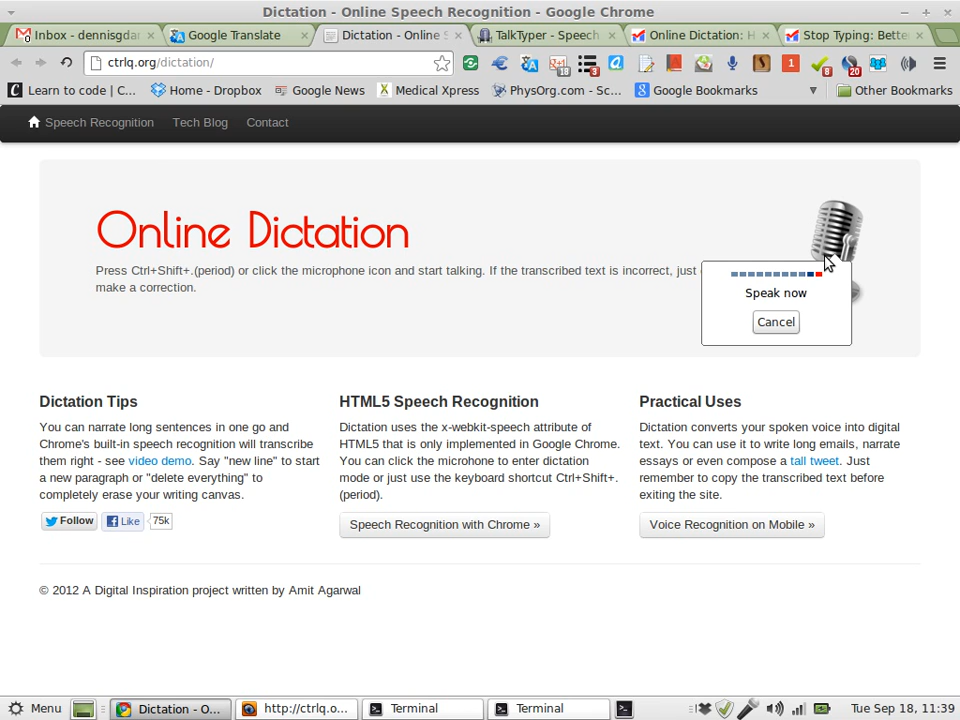 Dictation - Online Speech Recognition - Google Chrome
Inbox - dennisgdan
Google Translate
Dictation - Online S
TalkTyper - Speech
Online Dictation: H
Stop Typing: Bette
ctrlq.org/dictation/
18
3
1
8
20
Learn to code | C...
Home - Dropbox
Google News
Medical Xpress
PhysOrg.com - Sc...
Google Bookmarks
Other Bookmarks
Speech Recognition
Tech Blog
Contact
Online Dictation
Press Ctrl+Shift+.(period) or click the microphone icon and start talking. If the transcribed text is incorrect, just
make a correction.
Speak now
Cancel
Dictation Tips
You can narrate long sentences in one go and
Chrome's built-in speech recognition will transcribe
them right - see video demo. Say "new line" to start
a new paragraph or "delete everything" to
completely erase your writing canvas.
Follow
Like
75k
HTML5 Speech Recognition
Dictation uses the x-webkit-speech attribute of
HTML5 that is only implemented in Google Chrome.
You can click the microhone to enter dictation
mode or just use the keyboard shortcut Ctrl+Shift+.
(period).
Speech Recognition with Chrome »
Practical Uses
Dictation converts your spoken voice into digital
text. You can use it to write long emails, narrate
essays or even compose a tall tweet. Just
remember to copy the transcribed text before
exiting the site.
Voice Recognition on Mobile »
© 2012 A Digital Inspiration project written by Amit Agarwal
Menu
Dictation - O...
http://ctrlq.o...
Terminal
Terminal
Tue Sep 18, 11:39